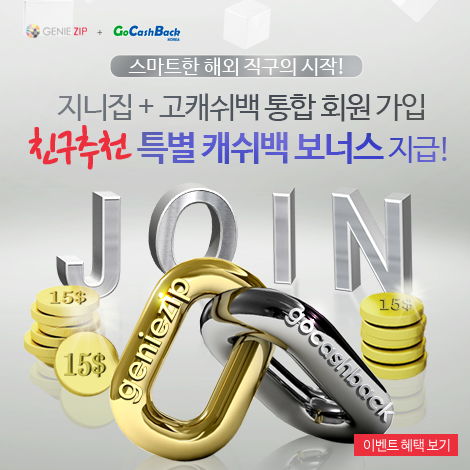 GENIE ZIP + GoCashBack
KOREA
스마트한 해외 직구의 시작!
지니집 + 고캐쉬백 통합 회원 가입
친구추천 특별 캐쉬백 보너스 지급!
JOIN
15$
15$
15$
geniezip
gocashback
이벤트 혜택 보기